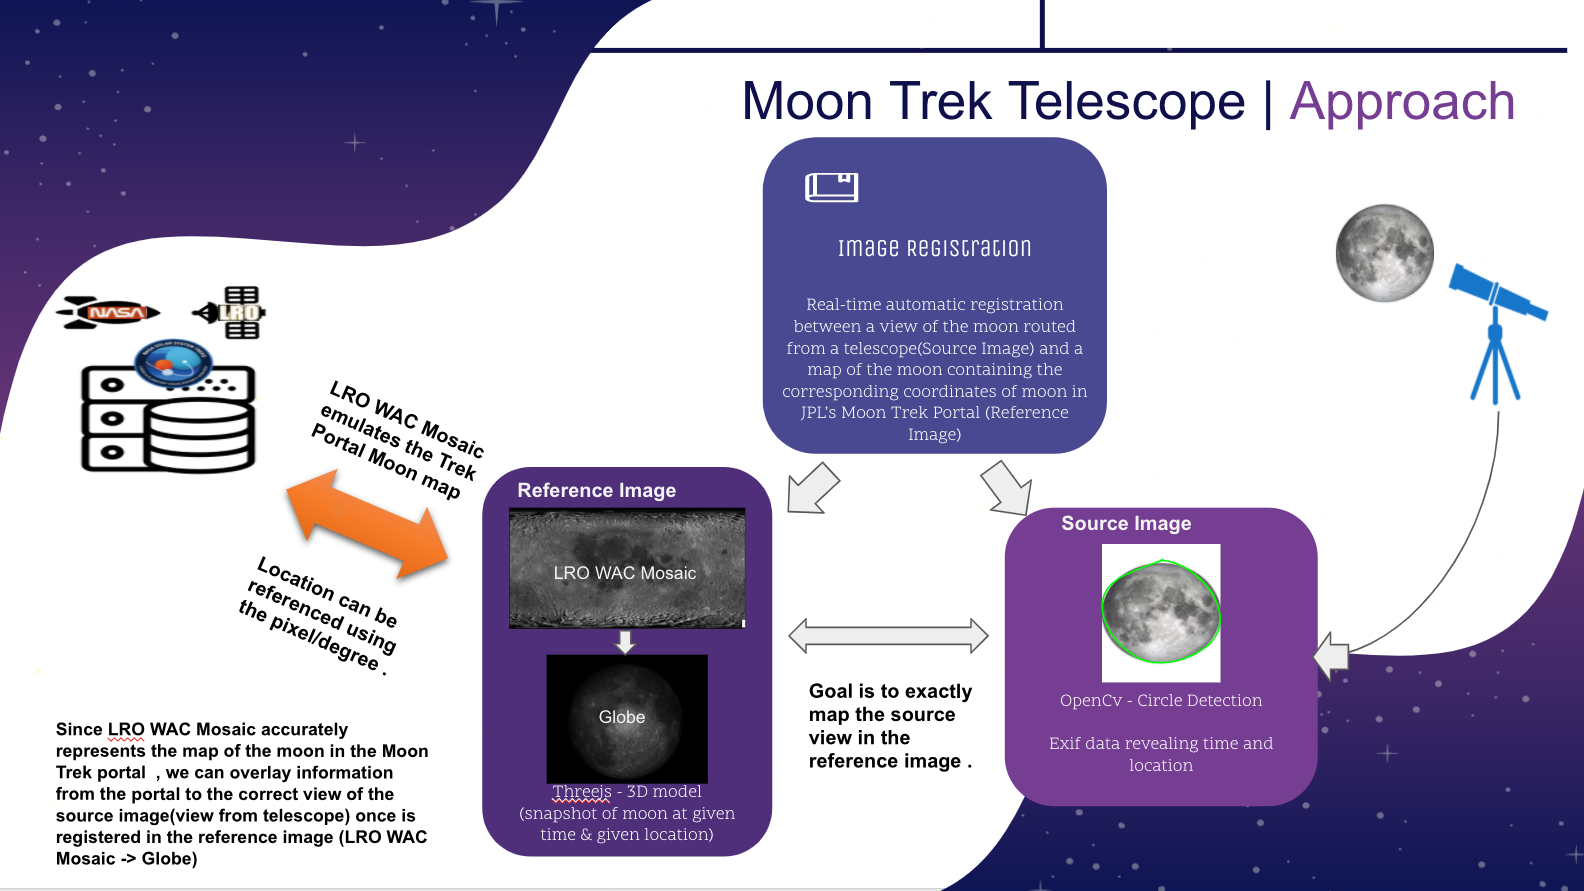 Moon Trek Telescope | Approach
Image Registration
Real-time automatic registration
between a view of the moon routed
from a telescope(Source Image) and a
map of the moon containing the
corresponding coordinates of moon in
JPL's Moon Trek Portal (Reference
Image)
NASA
LRO
LRO WAC Mosaic
emulates the Trek
Portal Moon map
Location can be
referenced using
the pixel/degree .
Since LRO WAC Mosaic accurately
represents the map of the moon in the Moon
Trek portal , we can overlay information
from the portal to the correct view of the
source image(view from telescope) once is
registered in the reference image (LRO WAC
Mosaic -> Globe)
Reference Image
LRO WAC Mosaic
Globe
Threejs - 3D model
(snapshot of moon at given
time & given location)
Goal is to exactly
map the source
view in the
reference image .
Source Image
OpenCv - Circle Detection
Exif data revealing time and
location